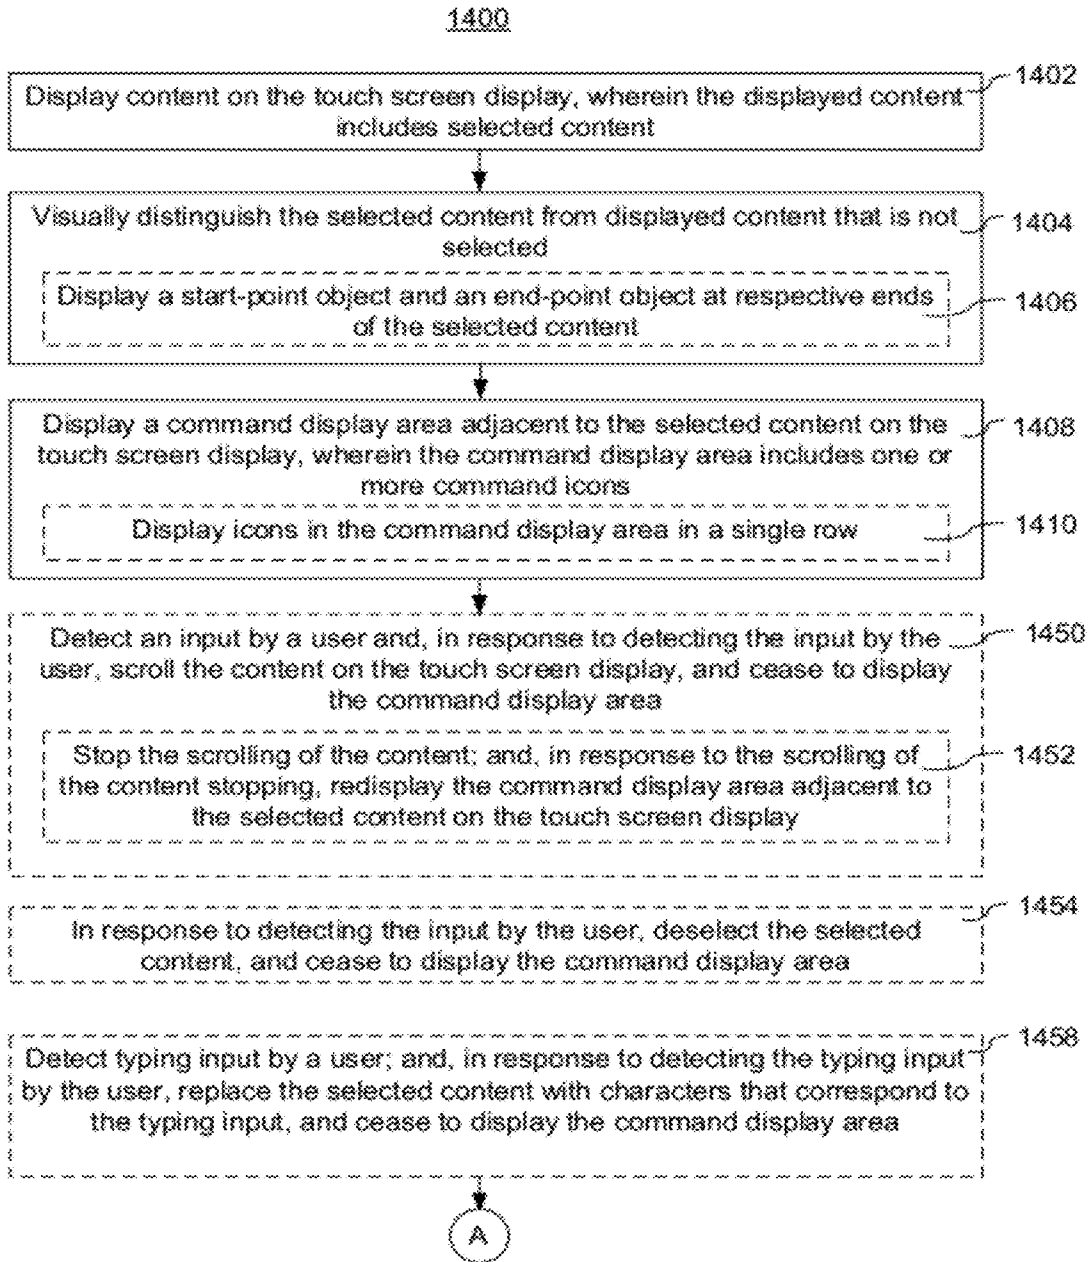 1400
1402
Display content on the touch screen display, wherein the displayed content
includes selected content
Visually distinguish the selected content from displayed content that is not
selected
1404
Display a start-point object and an end-point object at respective ends
of the selected content
1406
Display a command display area adjacent to the selected content on the
touch screen display, wherein the command display area includes one or
more command icons
1408
Display icons in the command display area in a single row
1410
Detect an input by a user and, in response to detecting the input by the
user, scroll the content on the touch screen display, and cease to display
the command display area
1450
Stop the scrolling of the content; and, in response to the scrolling of
the content stopping, redisplay the command display area adjacent to
the selected content on the touch screen display
1452
1454
In response to detecting the input by the user, deselect the selected
content, and cease to display the command display area
1458
Detect typing input by a user; and, in response to detecting the typing input
by the user, replace the selected content with characters that correspond to
the typing input, and cease to display the command display area
A